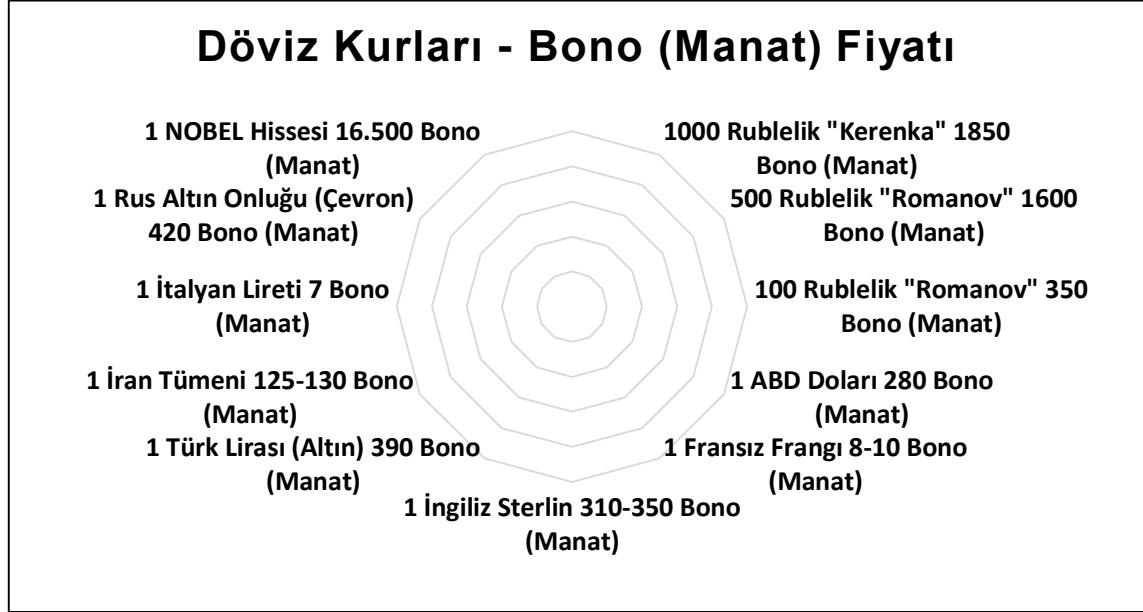 Döviz Kurları - Bono (Manat) Fiyatı
1 NOBEL Hissesi 16.500 Bono
(Manat)
1000 Rublelik "Kerenka" 1850
Bono (Manat)
1 Rus Altın Onluğu (Çevron)
420 Bono (Manat)
500 Rublelik "Romanov" 1600
Bono (Manat)
1 İtalyan Lireti 7 Bono
(Manat)
100 Rublelik "Romanov" 350
Bono (Manat)
1 İran Tümeni 125-130 Bono
(Manat)
1 ABD Doları 280 Bono
(Manat)
1 Türk Lirası (Altın) 390 Bono
(Manat)
1 Fransız Frangı 8-10 Bono
(Manat)
1 İngiliz Sterlin 310-350 Bono
(Manat)